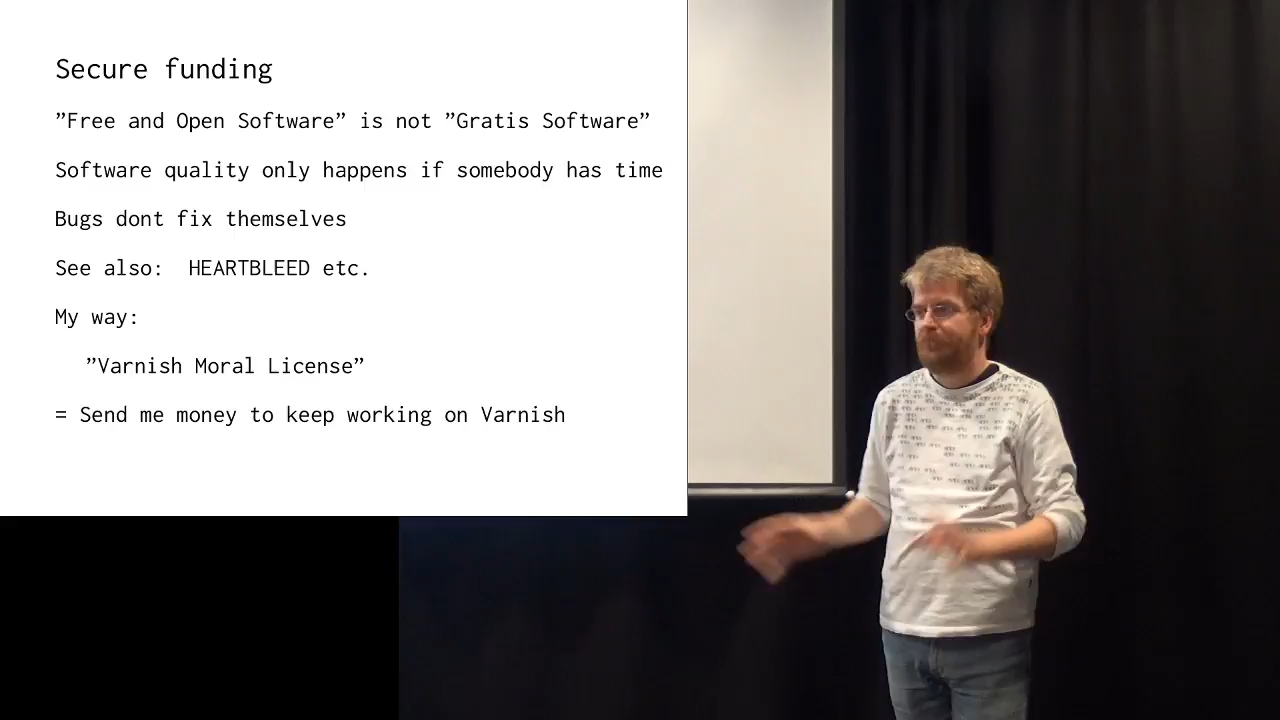 Secure funding
”Free and Open Software” is not ”Gratis Software”
Software quality only happens if somebody has time
Bugs dont fix themselves
See also:  HEARTBLEED etc.
My way:
”Varnish Moral License”
= Send me money to keep working on Varnish